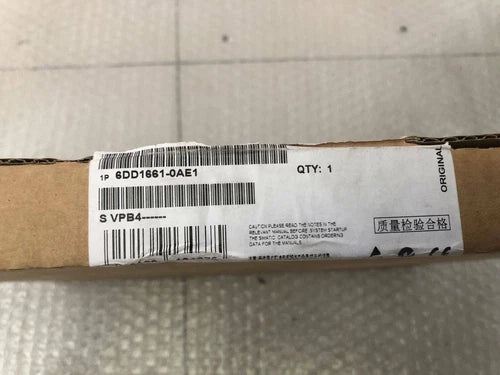 1P 6DD1661-0AE1
QTY: 1
ORIGINAL
S VPB4------
CAUTION PLEASE READ THE NOTES IN THE
RELEVANT MANUAL BEFORE SYSTEM STARTUP
THE SIMATIC CATALOG CONTAINS ORDERING
DATA FOR THE MANUALS.
质量检验合格